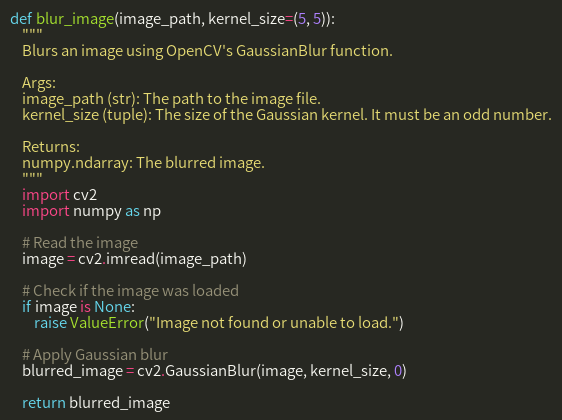 def blur_image(image_path, kernel_size=(5, 5)):
    """
    Blurs an image using OpenCV's GaussianBlur function.

    Args:
    image_path (str): The path to the image file.
    kernel_size (tuple): The size of the Gaussian kernel. It must be an odd number.

    Returns:
    numpy.ndarray: The blurred image.
    """
    import cv2
    import numpy as np

    # Read the image
    image = cv2.imread(image_path)

    # Check if the image was loaded
    if image is None:
        raise ValueError("Image not found or unable to load.")

    # Apply Gaussian blur
    blurred_image = cv2.GaussianBlur(image, kernel_size, 0)

    return blurred_image